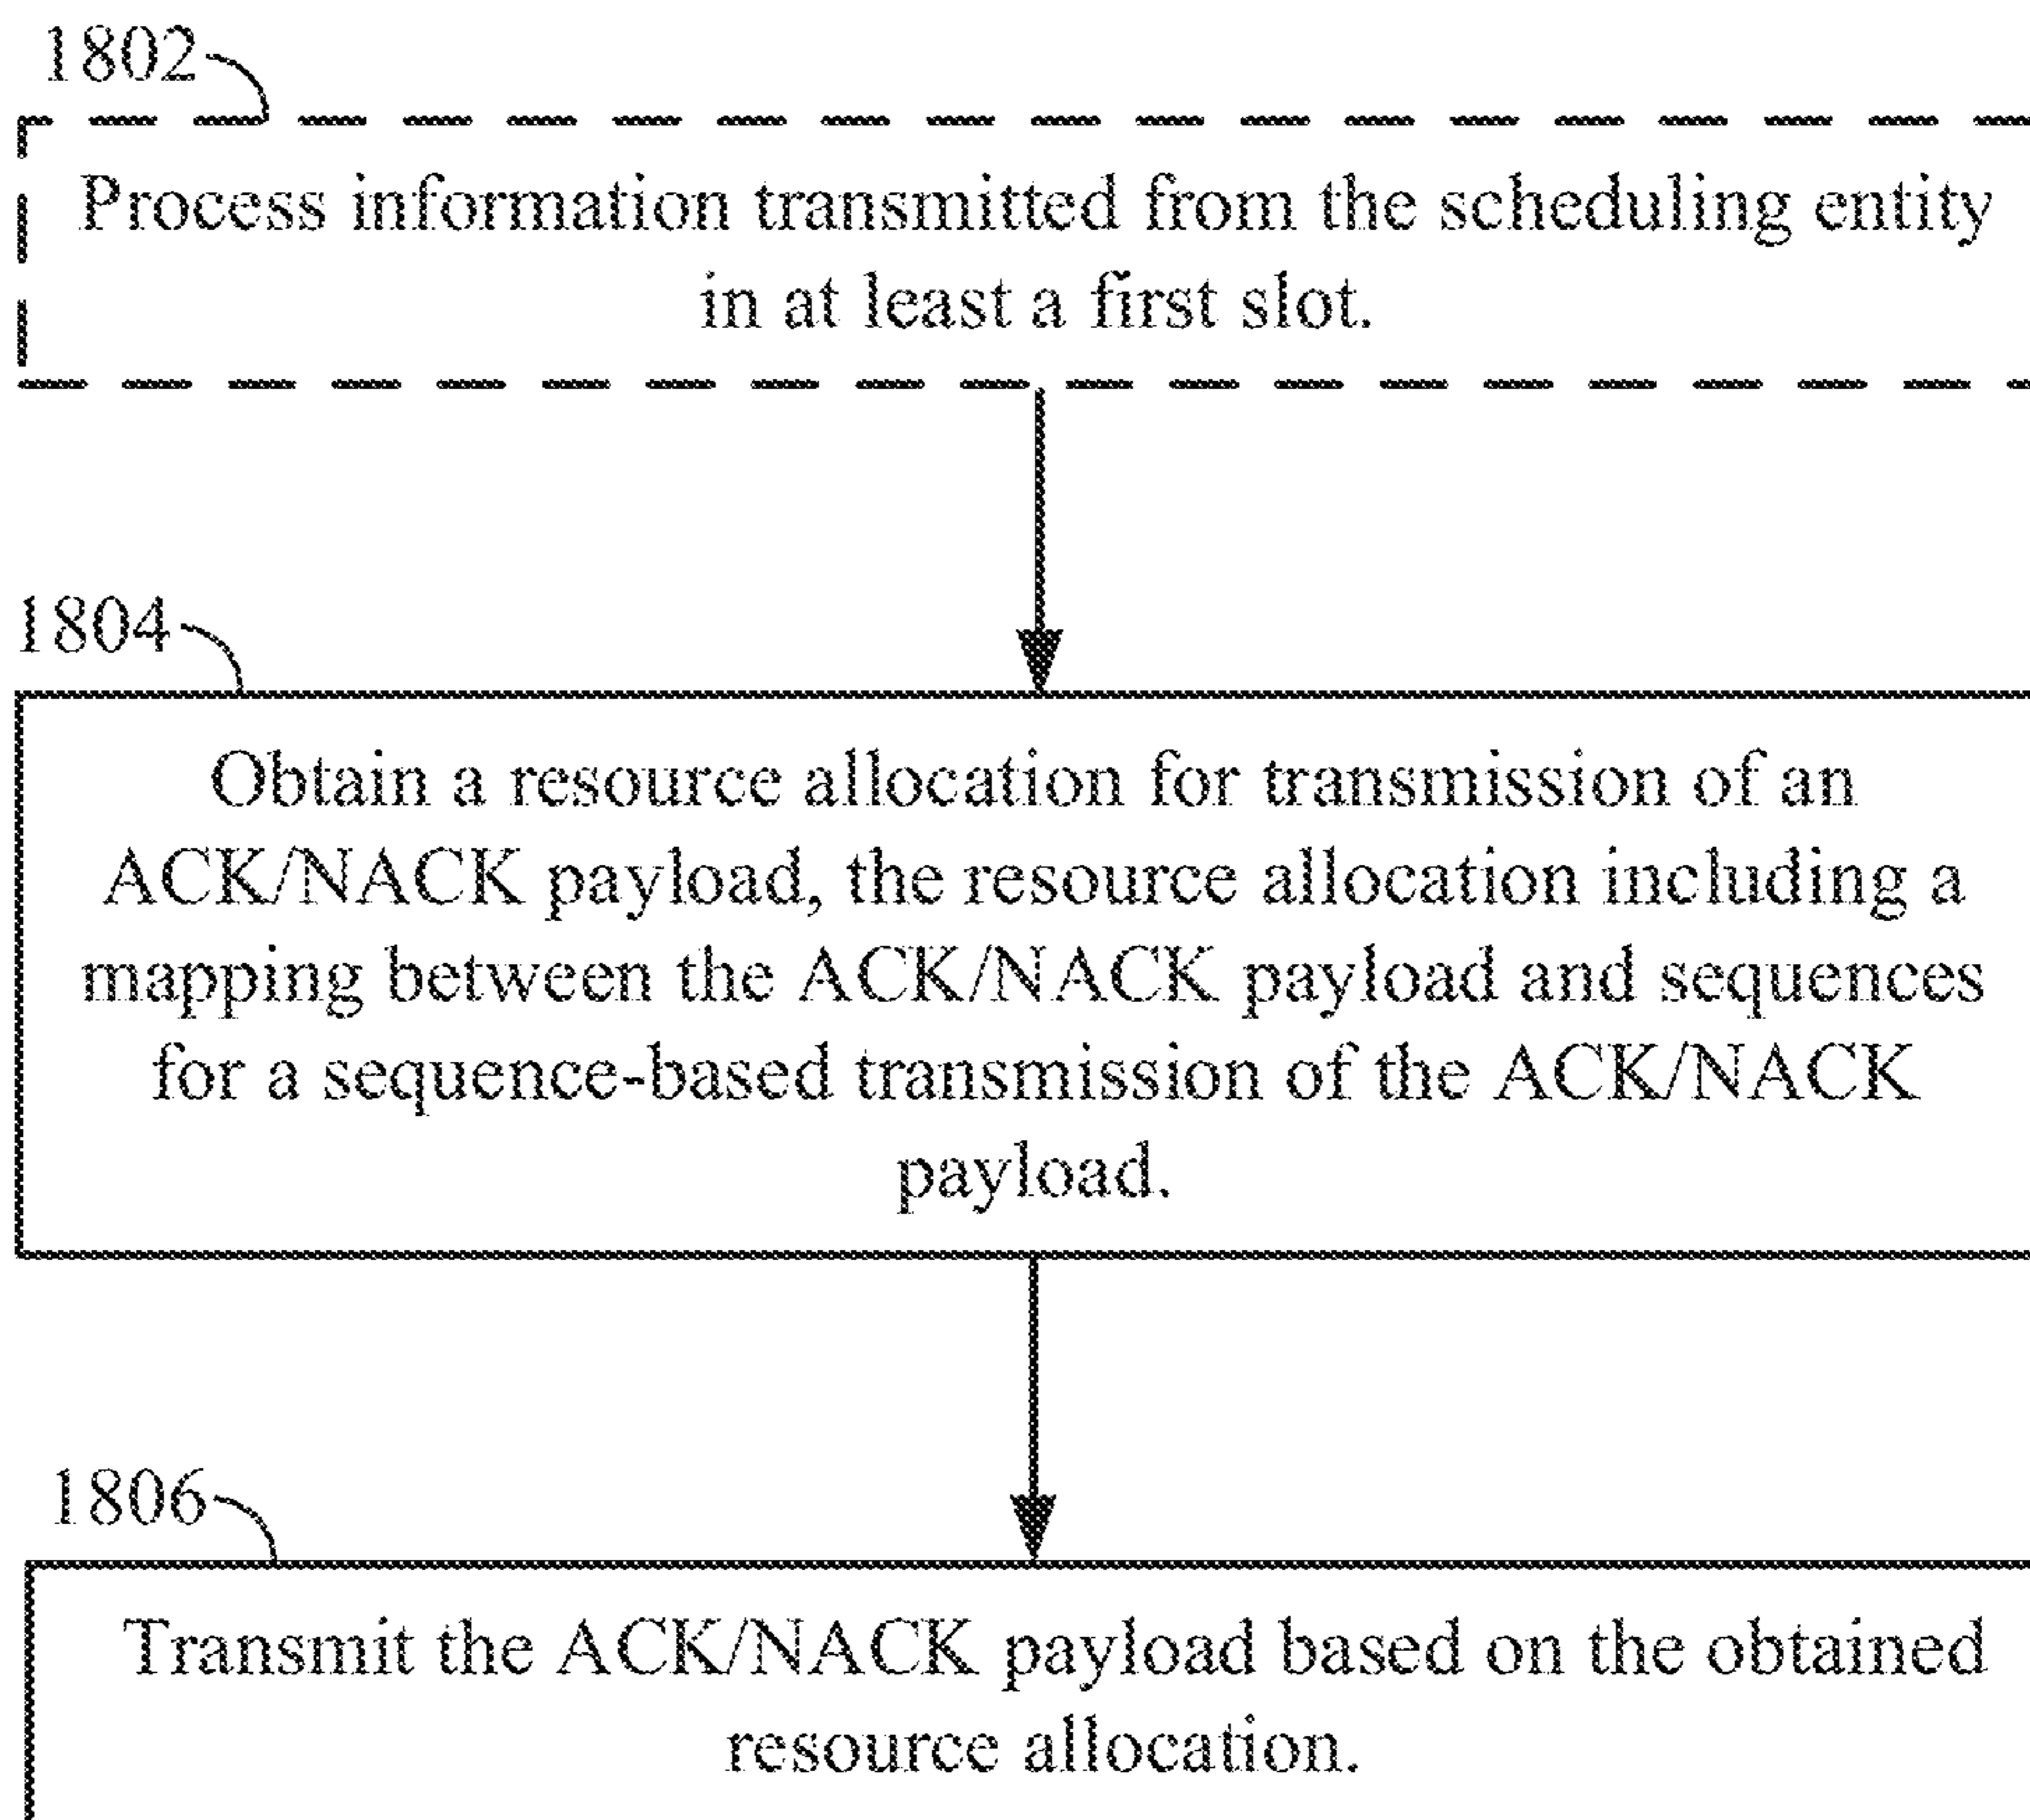 1802
Process information transmitted from the scheduling entity
in at least a first slot.
1804
Obtain a resource allocation for transmission of an
ACK/NACK payload, the resource allocation including a
mapping between the ACK/NACK payload and sequences
for a sequence-based transmission of the ACK/NACK
payload.
1806
Transmit the ACK/NACK payload based on the obtained
resource allocation.